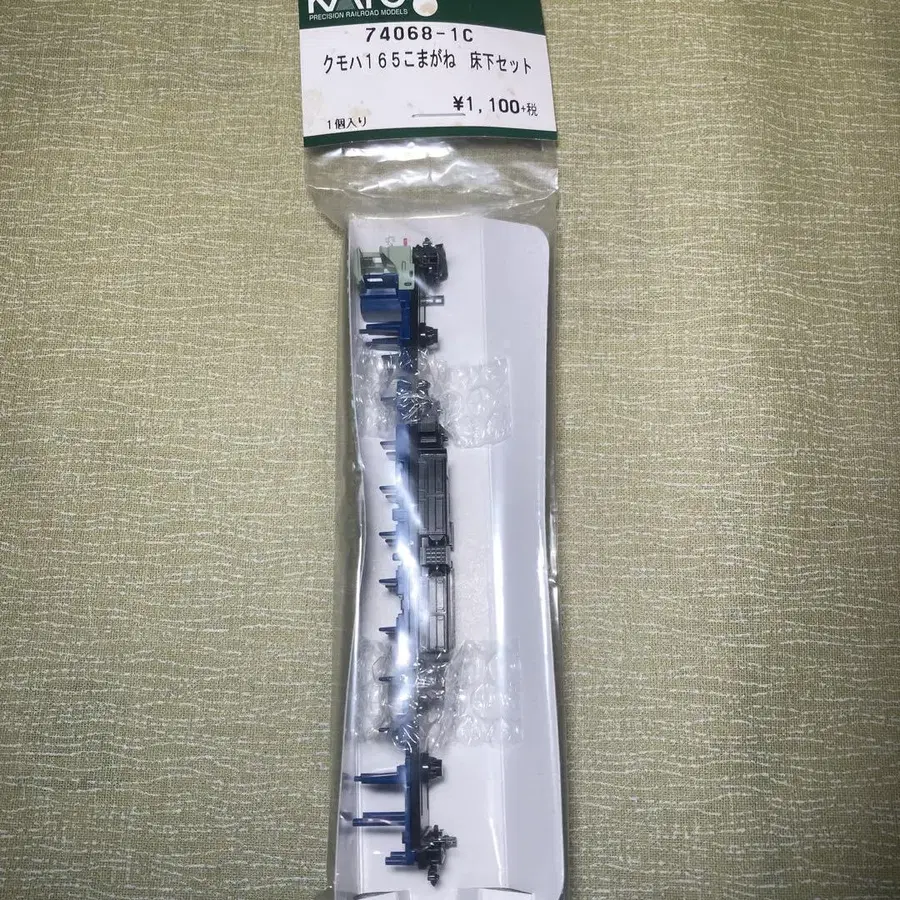 KATO
PRECISION RAILROAD MODELS
74068-1C
クモハ165こまがね 床下セット
¥1,100+税
1個入り